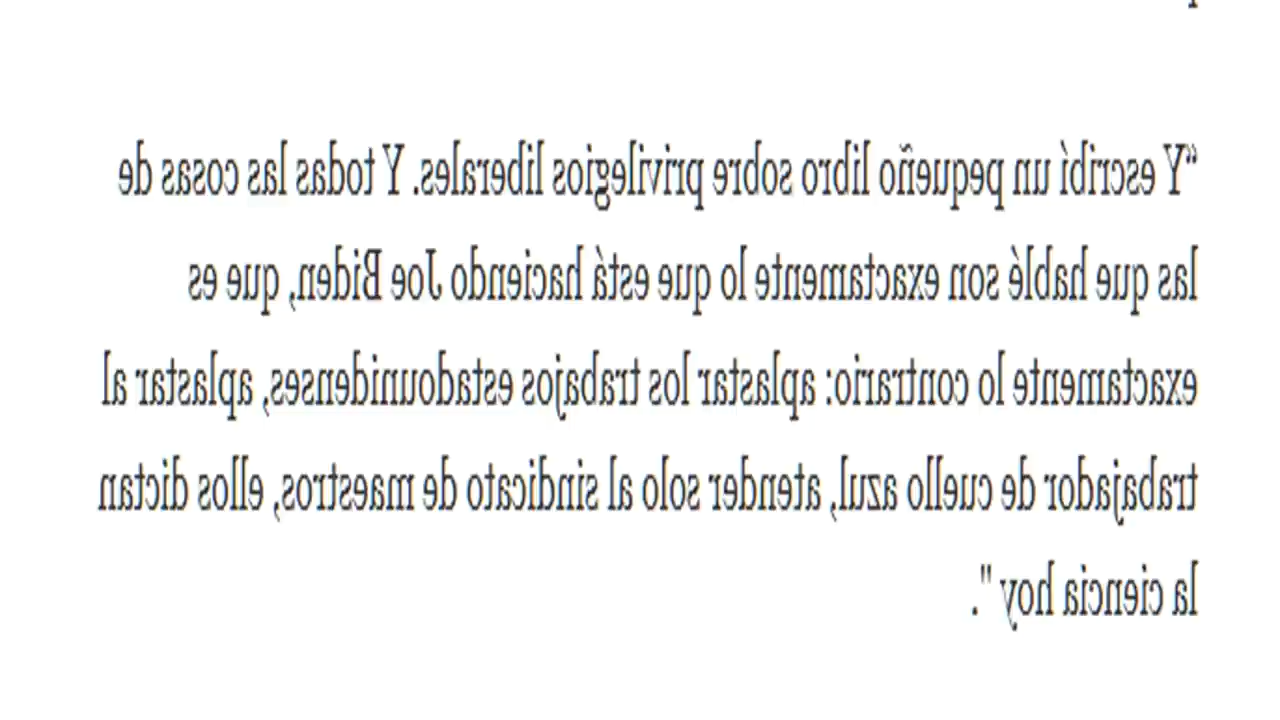 “Y escribí un pequeño libro sobre privilegios liberales. Y todas las cosas de
las que hablé son exactamente lo que está haciendo Joe Biden, que es
exactamente lo contrario: aplastar los trabajos estadounidenses, aplastar al
trabajador de cuello azul, atender solo al sindicato de maestros, ellos dictan
la ciencia hoy ".